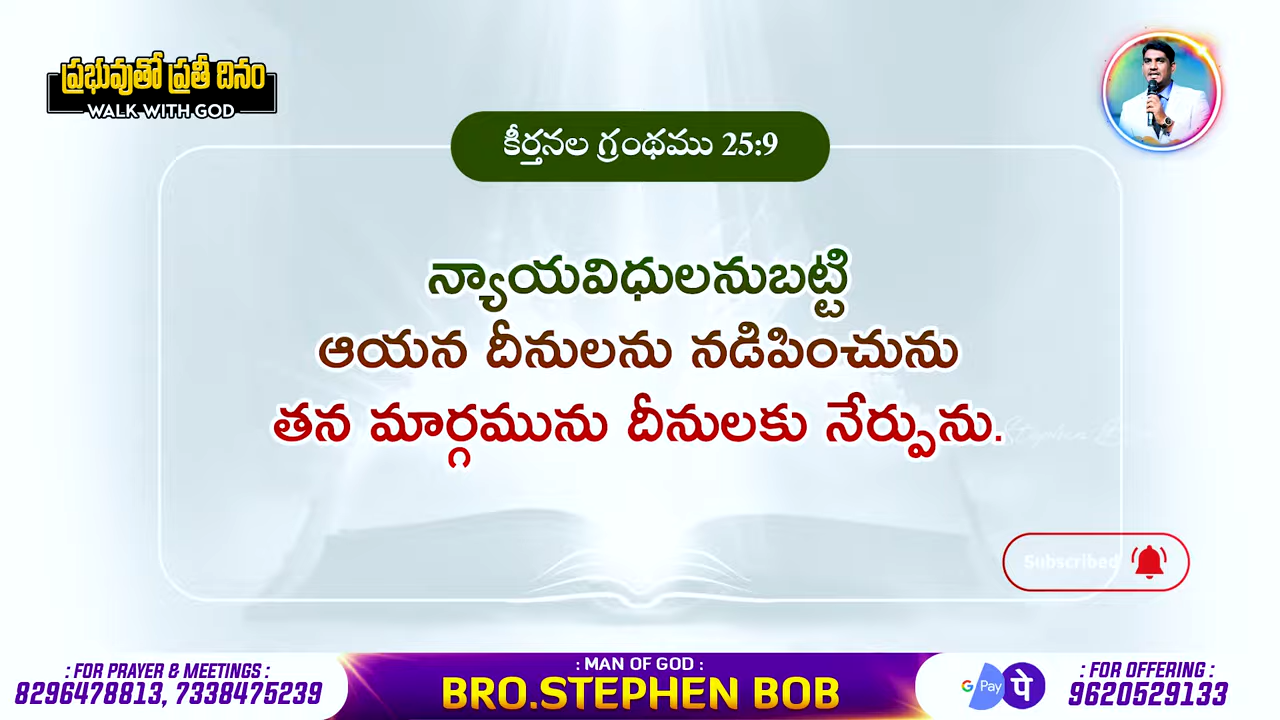 ప్రభువుతో ప్రతీ దినం
WALK WITH GOD
కీర్తనల గ్రంథము 25:9
న్యాయవిధులనుబట్టి
ఆయన దీనులను నడిపించును
తన మార్గమును దీనులకు నేర్పును.
Stephen
Subscribed
: FOR PRAYER & MEETINGS :
8296478813, 7338475239
: MAN OF GOD :
BRO.STEPHEN BOB
G Pay
पे
: FOR OFFERING :
9620529133